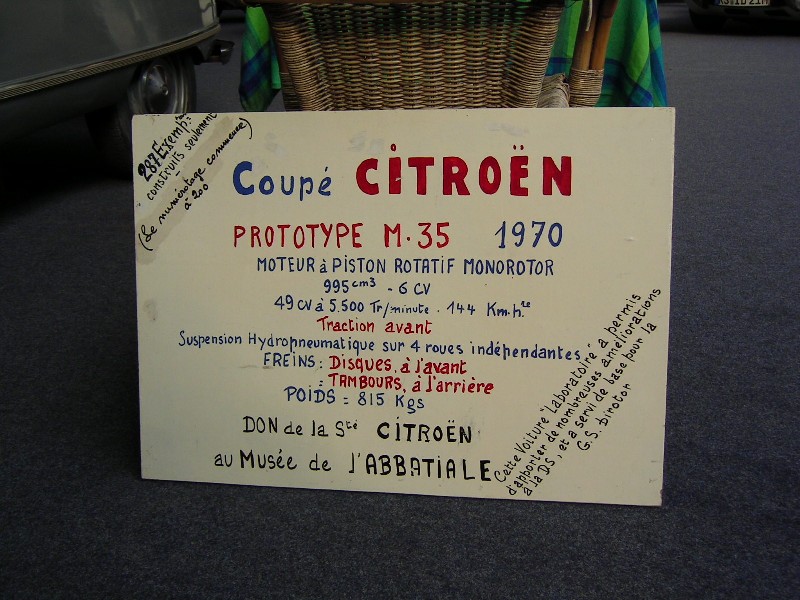 287 Exemp.
construits seulement
(Le numérotage commence
à 200
Coupé CITROËN
PROTOTYPE M.35 1970
MOTEUR à PISTON ROTATIF MONOROTOR
995 cm3 - 6 CV
49 CV à 5.500 Tr/minute. 144 Km.h.re
Traction avant
Suspension Hydropneumatique sur 4 roues indépendantes
FREINS : Disques, à l'avant
: TAMBOURS, à l'arrière
POIDS = 815 Kgs
DON de la Sté CITROËN
au Musée de l'ABBATIALE
Cette Voiture "Laboratoire" a permis
d'apporter de nombreuses améliorations
à la DS, et a servi de base pour la
G.S. birotor